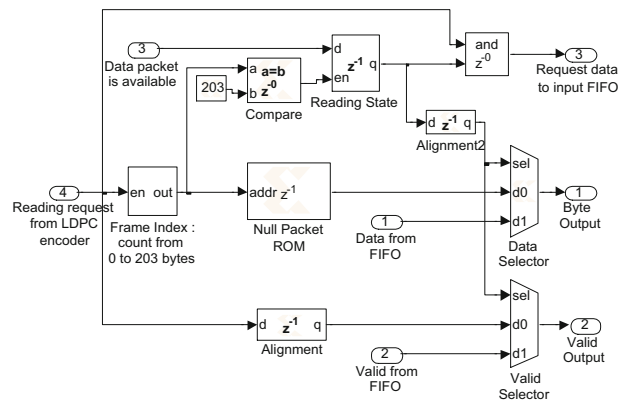 3
Data packet
is available
d
z-1 q
en
Reading State
and
z-0
3
Request data
to input FIFO
a
a=b
b
z-0
Compare
203
d z-1 q
Alignment2
4
Reading request
from LDPC
encoder
en out
Frame Index :
count from
0 to 203 bytes
addr z-1
Null Packet
ROM
1
Data from
FIFO
sel
d0
d1
Data
Selector
1
Byte
Output
d z-1 q
Alignment
2
Valid from
FIFO
sel
d0
d1
Valid
Selector
2
Valid
Output